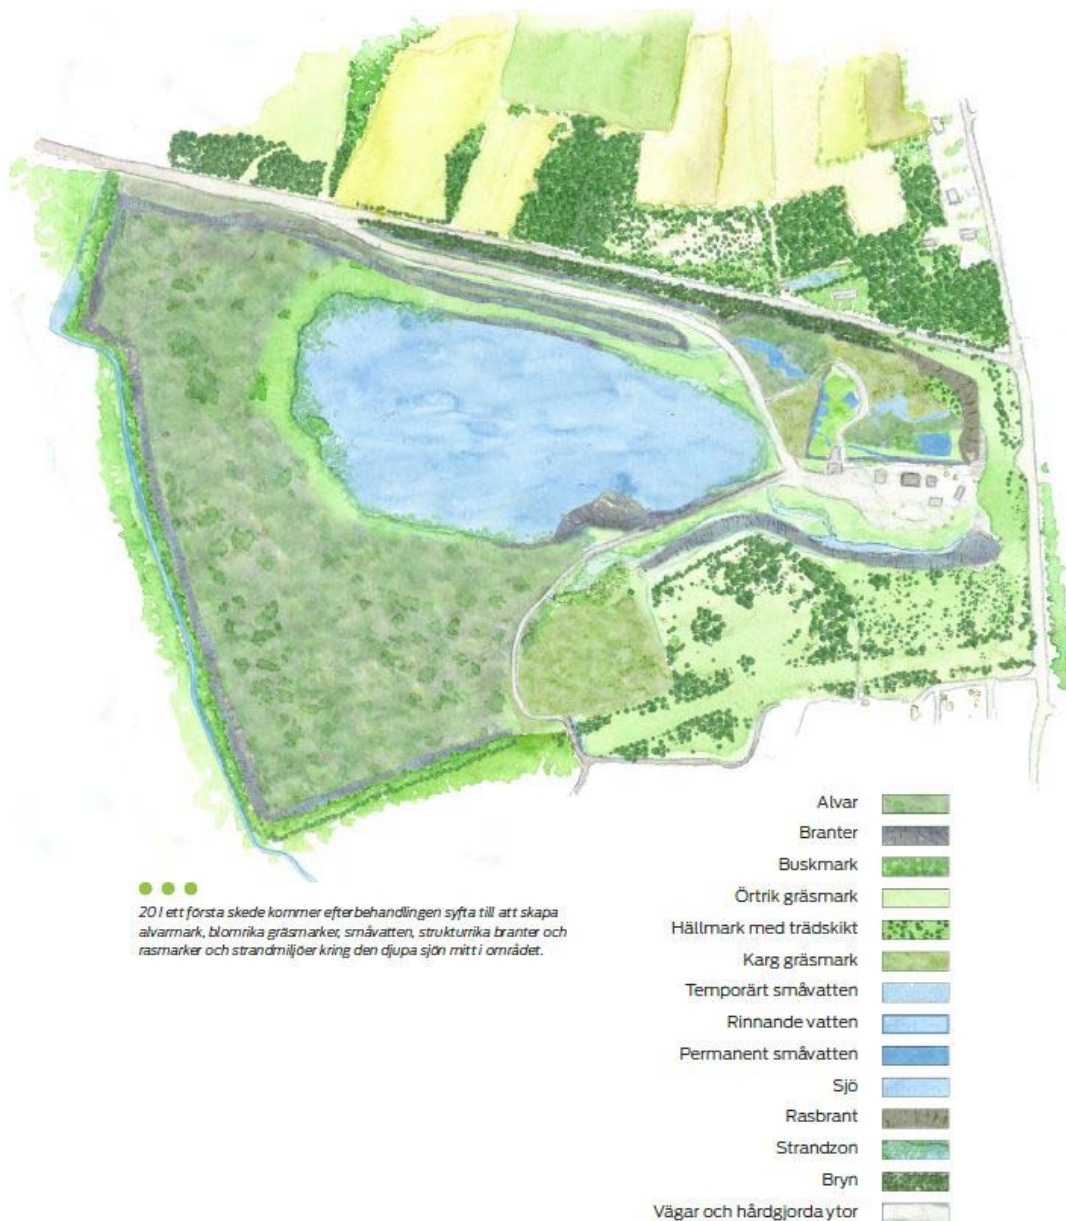 20 I ett första skede kommer efterbehandlingen syfta till att skapa
alvarmark, blomrika gräsmarker, småvatten, strukturrika branter och
rasmarker och strandmiljöer kring den djupa sjön mitt i området.
Alvar
Branter
Buskmark
Örtrik gräsmark
Hällmark med trädskikt
Karg gräsmark
Temporärt småvatten
Rinnande vatten
Permanent småvatten
Sjö
Rasbrant
Strandzon
Bryn
Vägar och hårdgjorda ytor